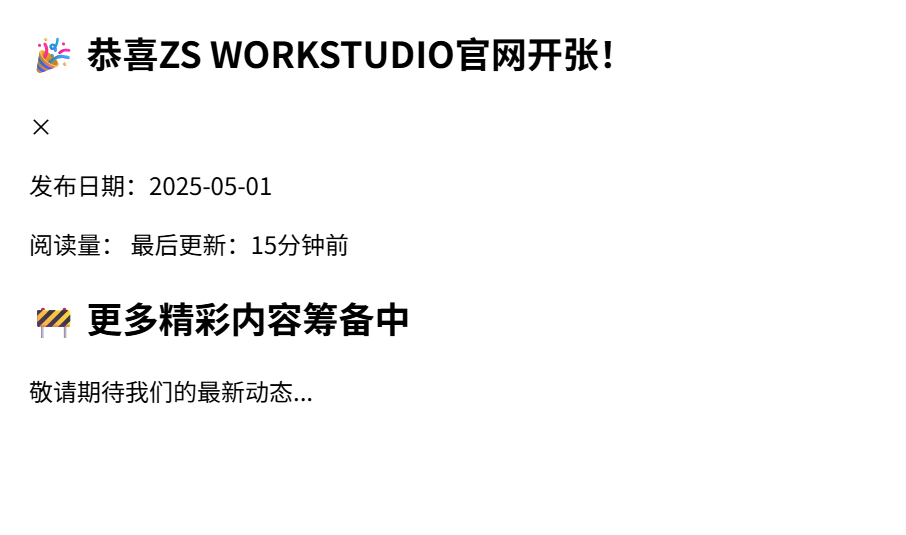 🎉 恭喜ZS WORKSTUDIO官网开张！
×
发布日期：2025-05-01
阅读量： 最后更新：15分钟前
🚧 更多精彩内容筹备中
敬请期待我们的最新动态...